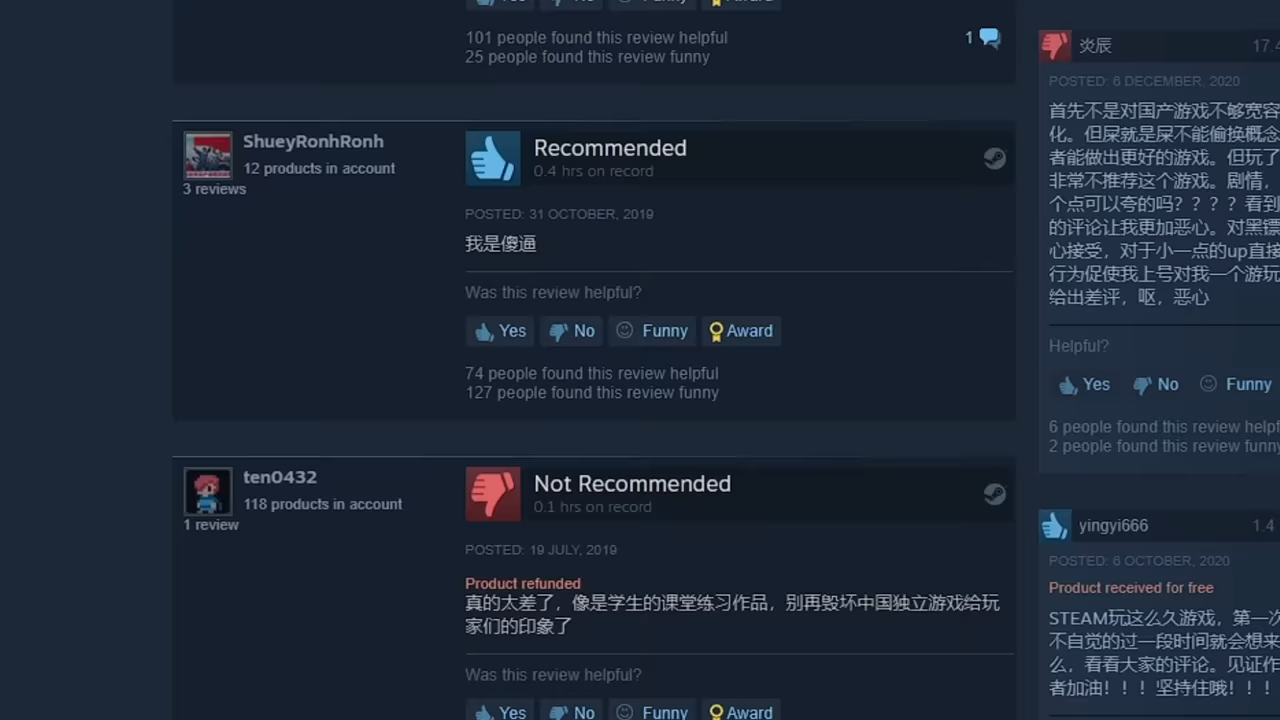 Yes No Funny Award
101 people found this review helpful
25 people found this review funny
1
ShueyRonhRonh
12 products in account
3 reviews
Recommended
0.4 hrs on record
POSTED: 31 OCTOBER, 2019
我是傻逼
Was this review helpful?
Yes No Funny Award
74 people found this review helpful
127 people found this review funny
ten0432
118 products in account
1 review
Not Recommended
0.1 hrs on record
POSTED: 19 JULY, 2019
Product refunded
真的太差了，像是学生的课堂练习作品，别再毁坏中国独立游戏给玩
家们的印象了
Was this review helpful?
Yes No Funny Award
炎辰
17.4
POSTED: 6 DECEMBER, 2020
首先不是对国产游戏不够宽容
化。但屎就是屎不能偷换概念
者能做出更好的游戏。但玩了
非常不推荐这个游戏。剧情，
个点可以夸的吗？？？？看到
的评论让我更加恶心。对黑镖
心接受，对于小一点的up直接
行为促使我上号对我一个游玩
给出差评，呕，恶心
Helpful?
Yes No Funny
6 people found this review
2 people found this review
yingyi666
1.4
POSTED: 6 OCTOBER, 2020
Product received for free
STEAM玩这么久游戏，第一次
不自觉的过一段时间就会想来
么，看看大家的评论。见证作
者加油！！！坚持住哦！！！